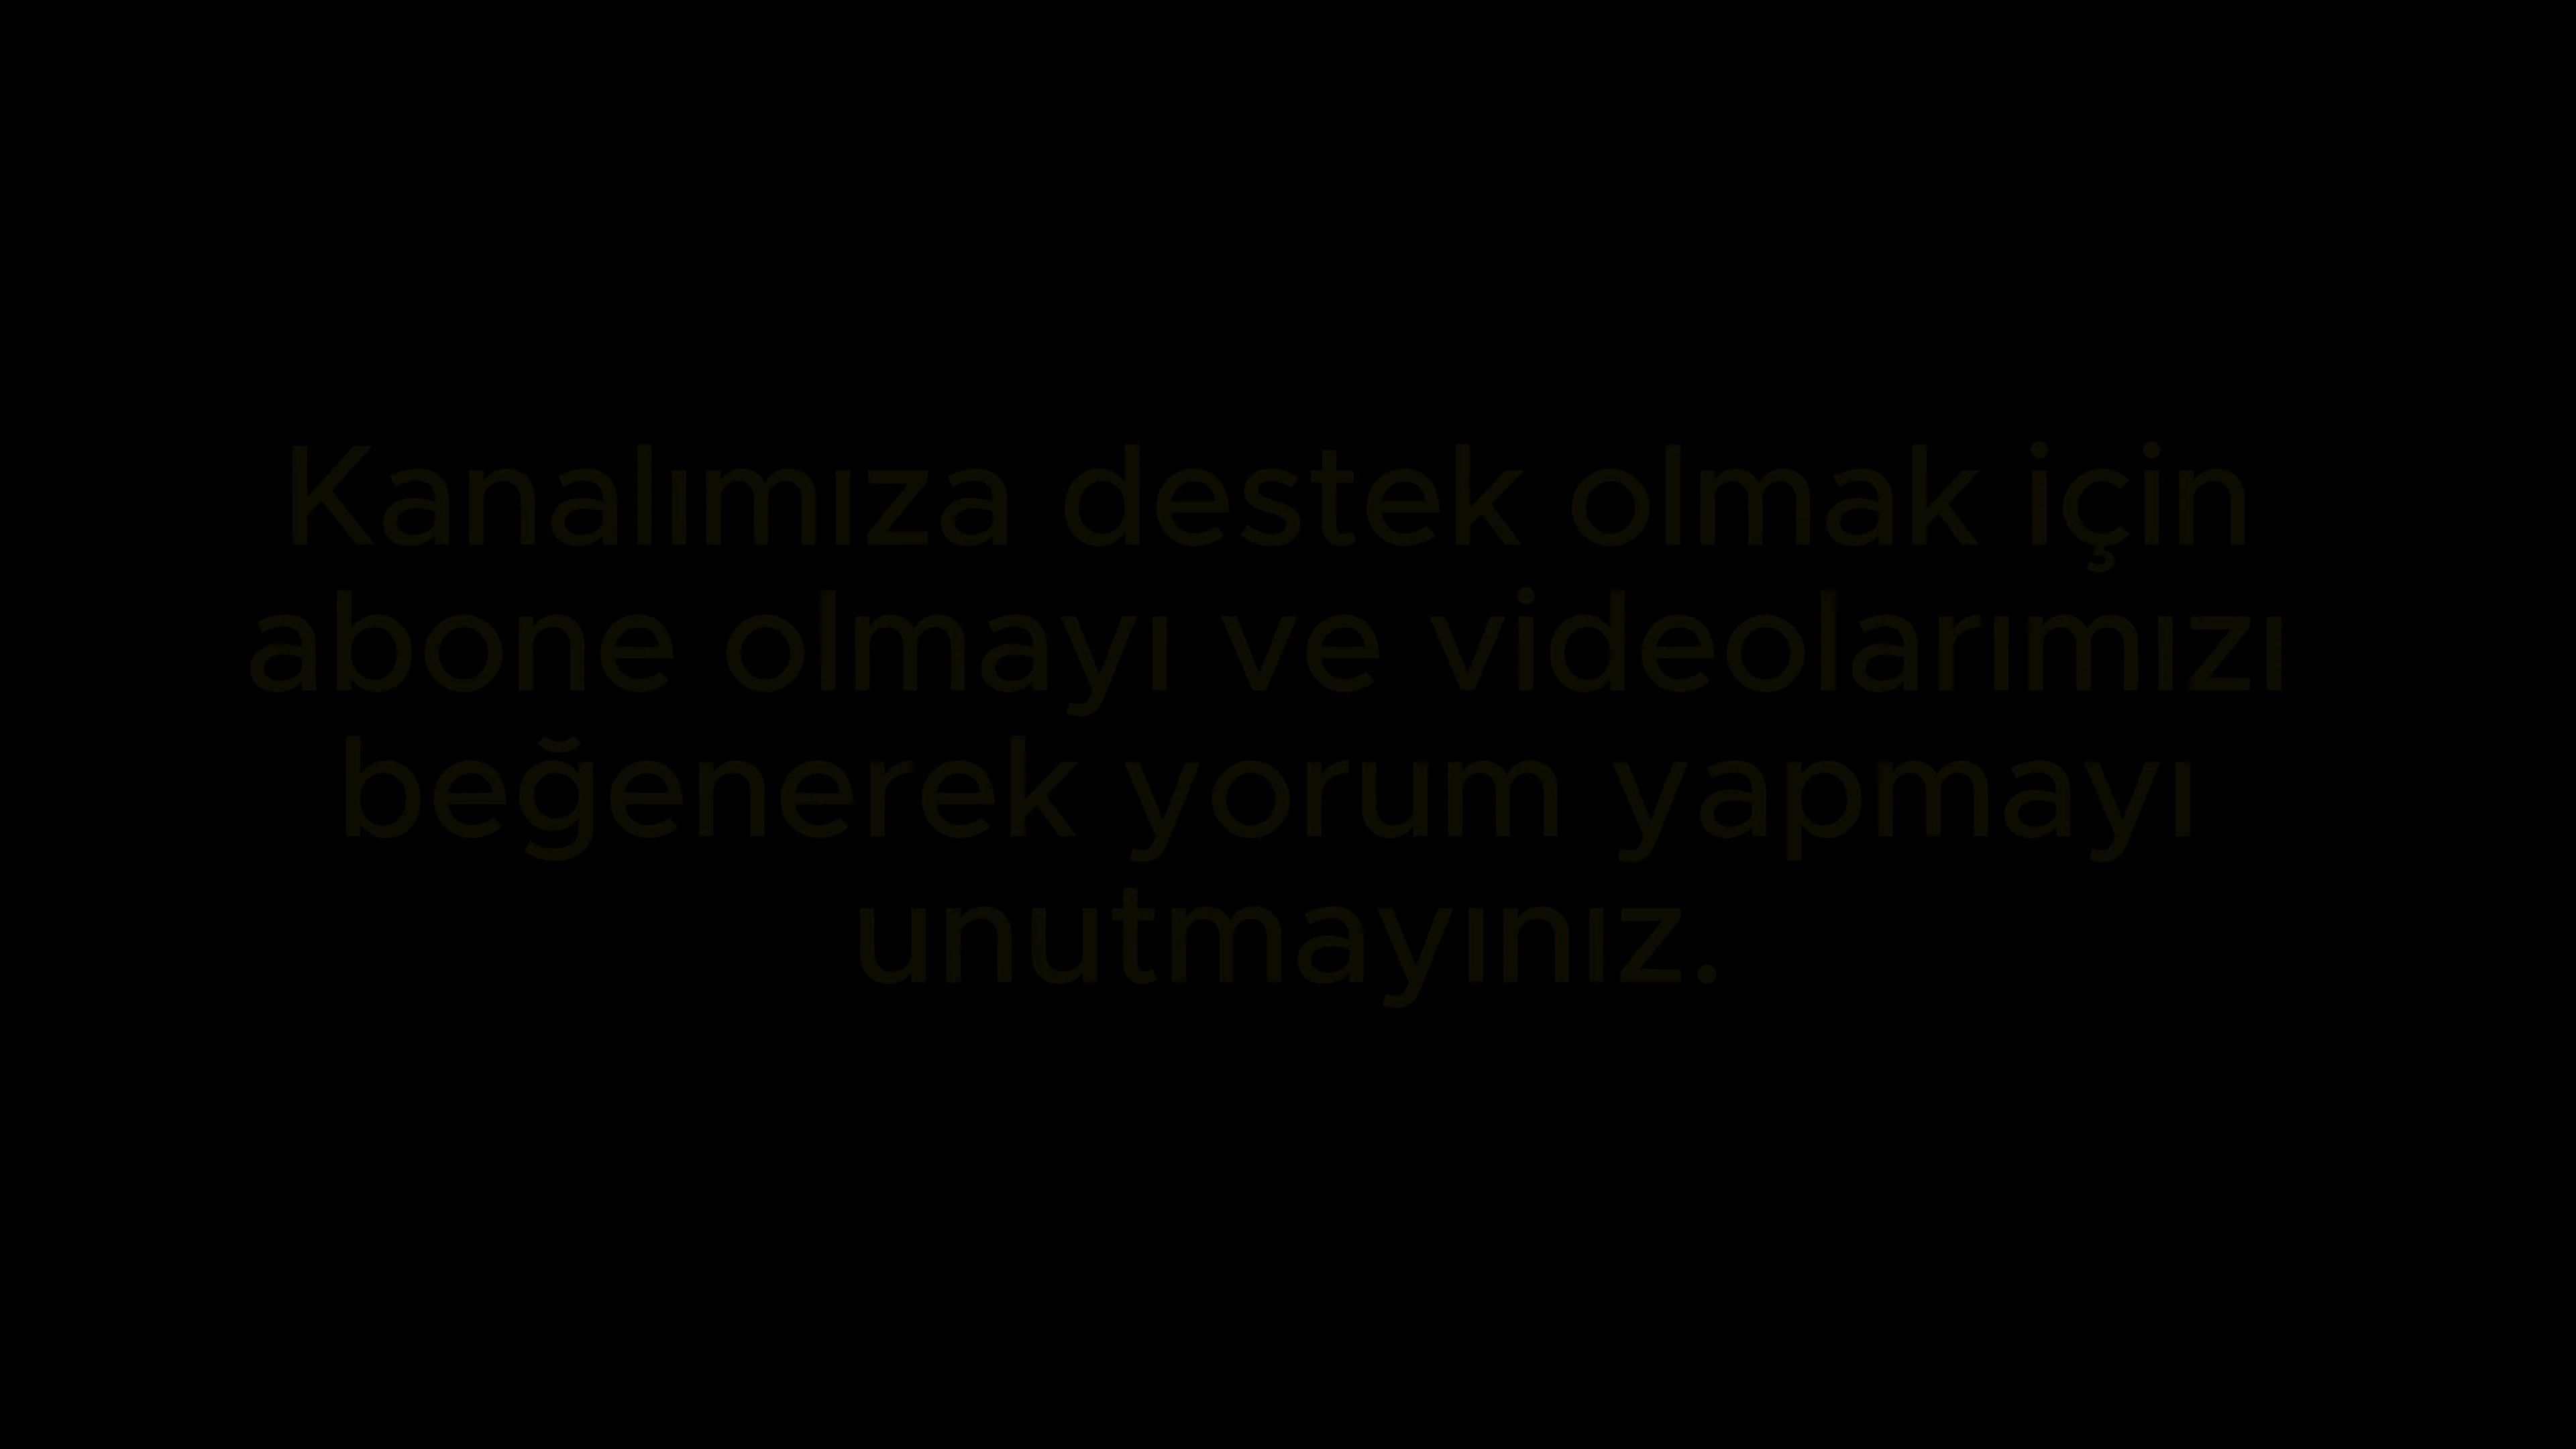 Kanalımıza destek olmak için
abone olmayı ve videolarımızı
beğenerek yorum yapmayı
unutmayınız.